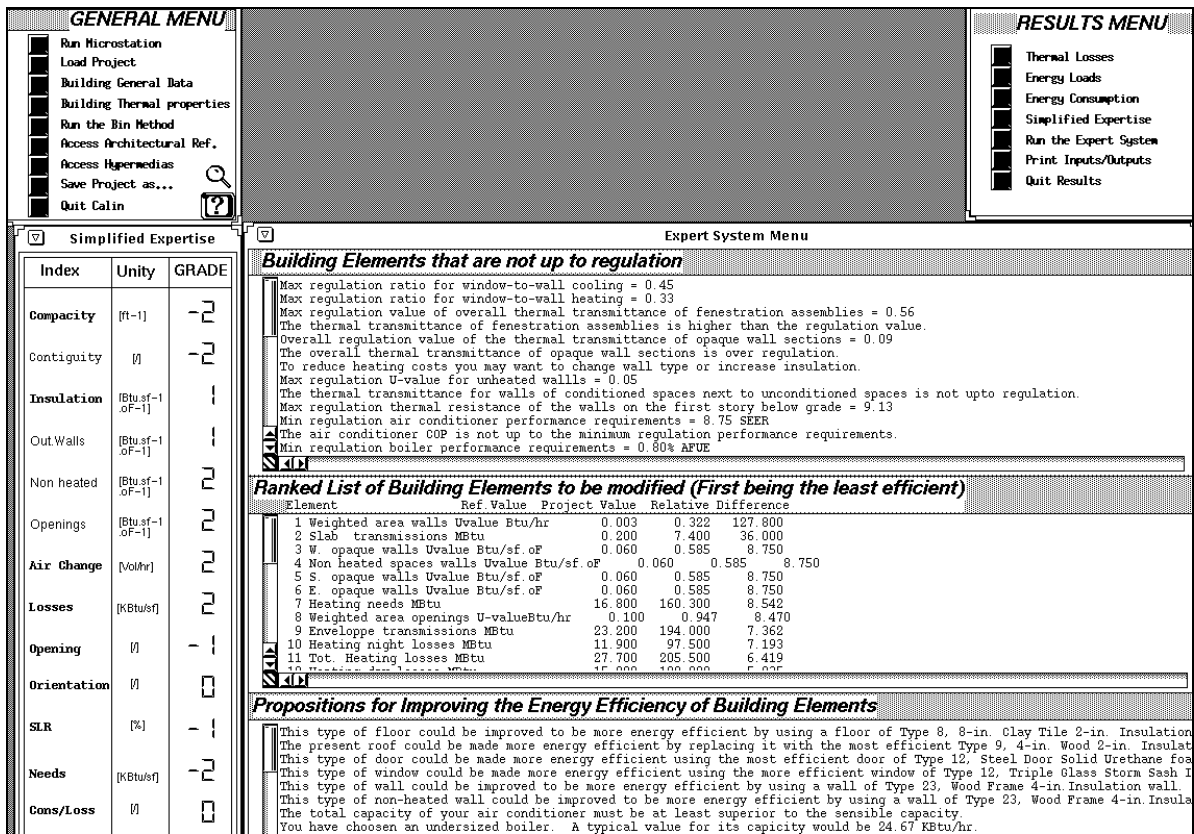 GENERAL MENU
Run Microstation
Load Project
Building General Data
Building Thermal properties
Run the Bin Method
Access Architectural Ref.
Access Hypermedias
Save Project as...
Quit Calin
?
RESULTS MENU
Thermal Losses
Energy Loads
Energy Consumption
Simplified Expertise
Run the Expert System
Print Inputs/Outputs
Quit Results
Simplified Expertise
Index Unity GRADE
Compacity [ft-1] -2
Contiguity [/] -2
Insulation [Btu.sf-1 .oF-1] 1
Out.Walls [Btu.sf-1 .oF-1] 1
Non heated [Btu.sf-1 .oF-1] 2
Openings [Btu.sf-1 .oF-1] 2
Air Change [Vol/hr] 2
Losses [KBtu/sf] 2
Opening [/] -1
Orientation [/] 0
SLR [%] -1
Needs [KBtu/sf] -2
Cons/Loss [/] 0
Expert System Menu
Building Elements that are not up to regulation
Max regulation ratio for window-to-wall cooling = 0.45
Max regulation ratio for window-to-wall heating = 0.33
Max regulation value of overall thermal transmittance of fenestration assemblies = 0.56
The thermal transmittance of fenestration assemblies is higher than the regulation value.
Overall regulation value of the thermal transmittance of opaque wall sections = 0.09
The overall thermal transmittance of opaque wall sections is over regulation.
To reduce heating costs you may want to change wall type or increase insulation.
Max regulation U-value for unheated wallls = 0.05
The thermal transmittance for walls of conditioned spaces next to unconditioned spaces is not upto regulation.
Max regulation thermal resistance of the walls on the first story below grade = 9.13
Min regulation air conditioner performance requirements = 8.75 SEER
The air conditioner COP is not up to the minimum regulation performance requirements.
Min regulation boiler performance requirements = 0.80% AFUE
Ranked List of Building Elements to be modified (First being the least efficient)
Element Ref.Value Project Value Relative Difference
1 Weighted area walls Uvalue Btu/hr 0.003 0.322 127.800
2 Slab transmissions MBtu 0.200 7.400 36.000
3 W. opaque walls Uvalue Btu/sf.oF 0.060 0.585 8.750
4 Non heated spaces walls Uvalue Btu/sf.oF 0.060 0.585 8.750
5 S. opaque walls Uvalue Btu/sf.oF 0.060 0.585 8.750
6 E. opaque walls Uvalue Btu/sf.oF 0.060 0.585 8.750
7 Heating needs MBtu 16.800 160.300 8.542
8 Weighted area openings U-valueBtu/hr 0.100 0.947 8.470
9 Enveloppe transmissions MBtu 23.200 194.000 7.362
10 Heating night losses MBtu 11.900 97.500 7.193
11 Tot. Heating losses MBtu 27.700 205.500 6.419
Propositions for Improving the Energy Efficiency of Building Elements
This type of floor could be improved to be more energy efficient by using a floor of Type 8, 8-in. Clay Tile 2-in. Insulation
The present roof could be made more energy efficient by replacing it with the most efficient Type 9, 4-in. Wood 2-in. Insulat
This type of door could be made more energy efficient using the most efficient door of Type 12, Steel Door Solid Urethane foa
This type of window could be made more energy efficient using the more efficient window of Type 12, Triple Glass Storm Sash I
This type of wall could be improved to be more energy efficient by using a wall of Type 23, Wood Frame 4-in.Insulation wall.
This type of non-heated wall could be improved to be more energy efficient by using a wall of Type 23, Wood Frame 4-in.Insula
The total capacity of your air conditioner must be at least superior to the sensible capacity.
You have choosen an undersized boiler. A typical value for its capicity would be 24.67 KBtu/hr.